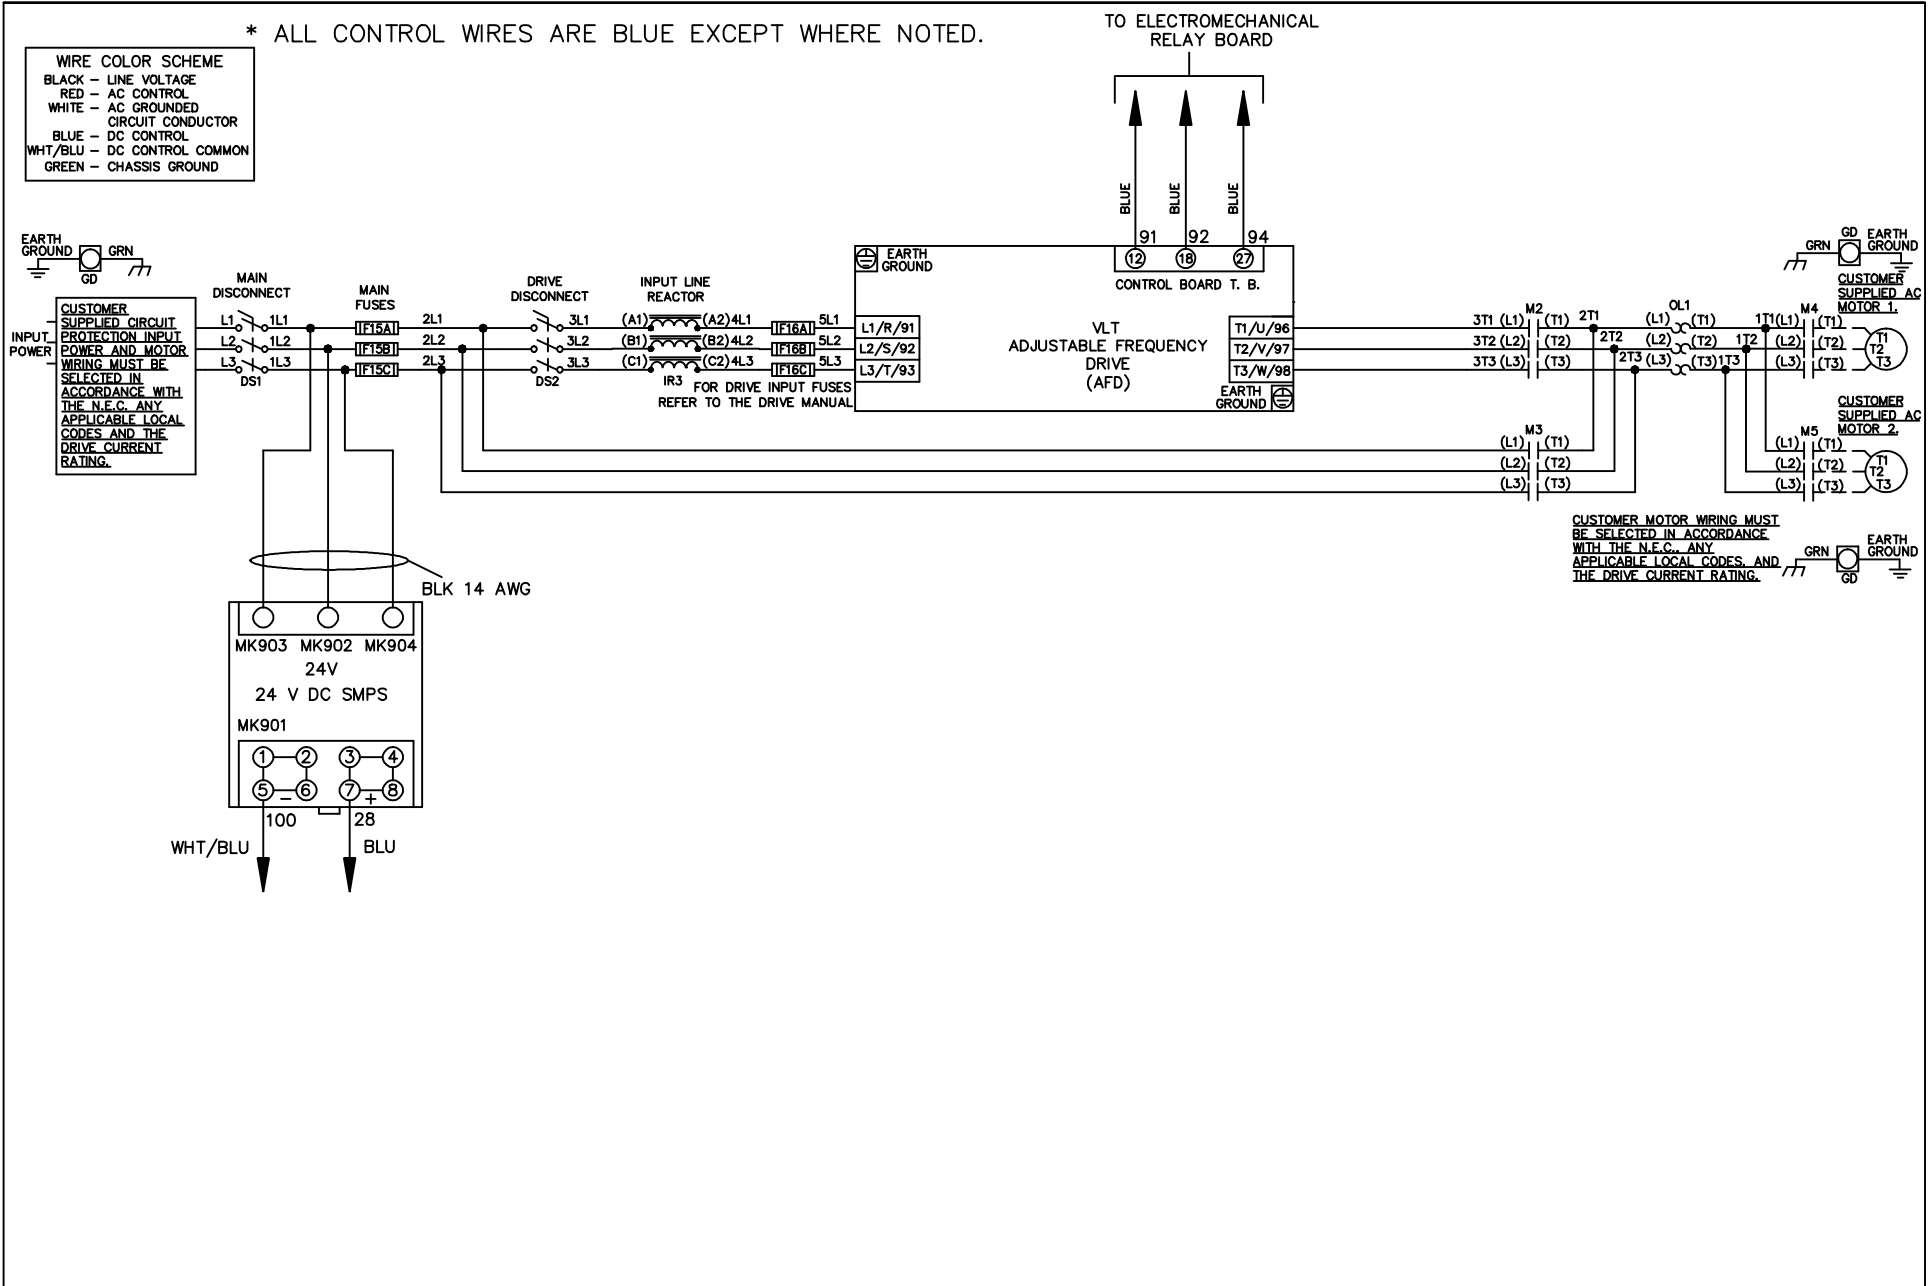 * ALL CONTROL WIRES ARE BLUE EXCEPT WHERE NOTED.
TO ELECTROMECHANICAL
RELAY BOARD
WIRE COLOR SCHEME
BLACK – LINE VOLTAGE
RED – AC CONTROL
WHITE – AC GROUNDED
CIRCUIT CONDUCTOR
BLUE – DC CONTROL
WHT/BLU – DC CONTROL COMMON
GREEN – CHASSIS GROUND
BLUE
BLUE
BLUE
91 92 94
12 18 27
CONTROL BOARD T. B.
EARTH
GROUND
GRN
GD
INPUT
POWER
CUSTOMER
SUPPLIED CIRCUIT
PROTECTION INPUT
POWER AND MOTOR
WIRING MUST BE
SELECTED IN
ACCORDANCE WITH
THE N.E.C. ANY
APPLICABLE LOCAL
CODES AND THE
DRIVE CURRENT
RATING.
MAIN
DISCONNECT
L1 1L1
L2 1L2
L3 1L3
DS1
MAIN
FUSES
F15A
F15B
F15C
2L1
2L2
2L3
DRIVE
DISCONNECT
3L1
3L2
3L3
DS2
INPUT LINE
REACTOR
(A1) (A2) 4L1
(B1) (B2) 4L2
(C1) (C2) 4L3
IR3
F16A 5L1
F16B 5L2
F16C 5L3
FOR DRIVE INPUT FUSES
REFER TO THE DRIVE MANUAL
EARTH
GROUND
L1/R/91
L2/S/92
L3/T/93
VLT
ADJUSTABLE FREQUENCY
DRIVE
(AFD)
T1/U/96
T2/V/97
T3/W/98
EARTH
GROUND
M2
3T1 (L1) (T1) 2T1
3T2 (L2) (T2) 2T2
3T3 (L3) (T3) 2T3
OL1
(L1) (T1) 1T1
(L2) (T2) 1T2
(L3) (T3) 1T3
M4
(L1) (T1)
(L2) (T2)
(L3) (T3)
T1
T2
T3
GRN
GD
EARTH
GROUND
CUSTOMER
SUPPLIED AC
MOTOR 1.
M3
(L1) (T1)
(L2) (T2)
(L3) (T3)
M5
(L1) (T1)
(L2) (T2)
(L3) (T3)
T1
T2
T3
CUSTOMER
SUPPLIED AC
MOTOR 2.
CUSTOMER MOTOR WIRING MUST
BE SELECTED IN ACCORDANCE
WITH THE N.E.C., ANY
APPLICABLE LOCAL CODES, AND
THE DRIVE CURRENT RATING.
GRN
GD
EARTH
GROUND
BLK 14 AWG
MK903 MK902 MK904
24V
24 V DC SMPS
MK901
1 2 3 4
5 6 7 8
– +
100 28
WHT/BLU BLU